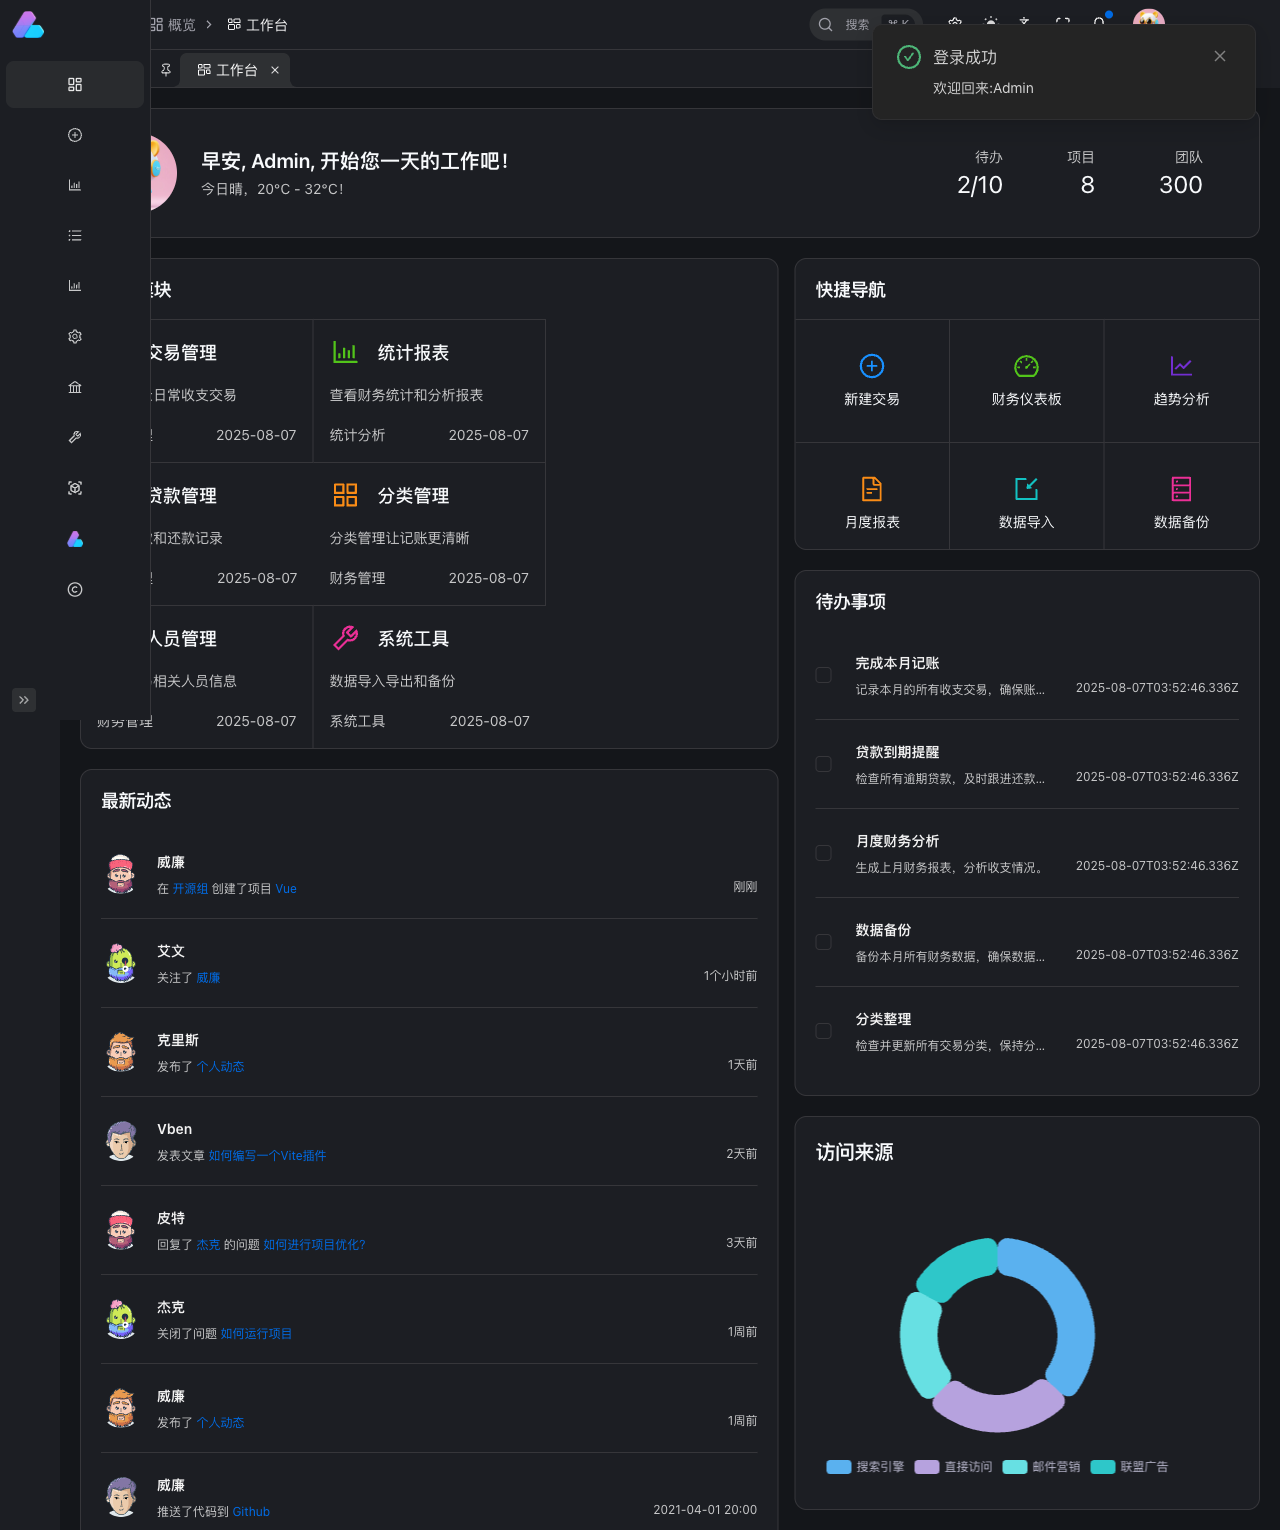 概览
工作台
搜索
⌘ K
工作台
登录成功
欢迎回来:Admin
早安, Admin, 开始您一天的工作吧!
今日晴，20℃ - 32℃!
待办
2/10
项目
8
团队
300
块
交易管理
日常收支交易
2025-08-07
统计报表
查看财务统计和分析报表
统计分析
2025-08-07
贷款管理
和还款记录
2025-08-07
分类管理
分类管理让记账更清晰
财务管理
2025-08-07
人员管理
相关人员信息
财务管理
2025-08-07
系统工具
数据导入导出和备份
系统工具
2025-08-07
快捷导航
新建交易
财务仪表板
趋势分析
月度报表
数据导入
数据备份
待办事项
完成本月记账
记录本月的所有收支交易，确保账...
2025-08-07T03:52:46.336Z
贷款到期提醒
检查所有逾期贷款，及时跟进还款...
2025-08-07T03:52:46.336Z
月度财务分析
生成上月财务报表，分析收支情况。
2025-08-07T03:52:46.336Z
数据备份
备份本月所有财务数据，确保数据...
2025-08-07T03:52:46.336Z
分类整理
检查并更新所有交易分类，保持分...
2025-08-07T03:52:46.336Z
最新动态
威廉
在 开源组 创建了项目 Vue
刚刚
艾文
关注了 威廉
1个小时前
克里斯
发布了 个人动态
1天前
Vben
发表文章 如何编写一个Vite插件
2天前
皮特
回复了 杰克 的问题 如何进行项目优化?
3天前
杰克
关闭了问题 如何运行项目
1周前
威廉
发布了 个人动态
1周前
威廉
推送了代码到 Github
2021-04-01 20:00
访问来源
搜索引擎
直接访问
邮件营销
联盟广告